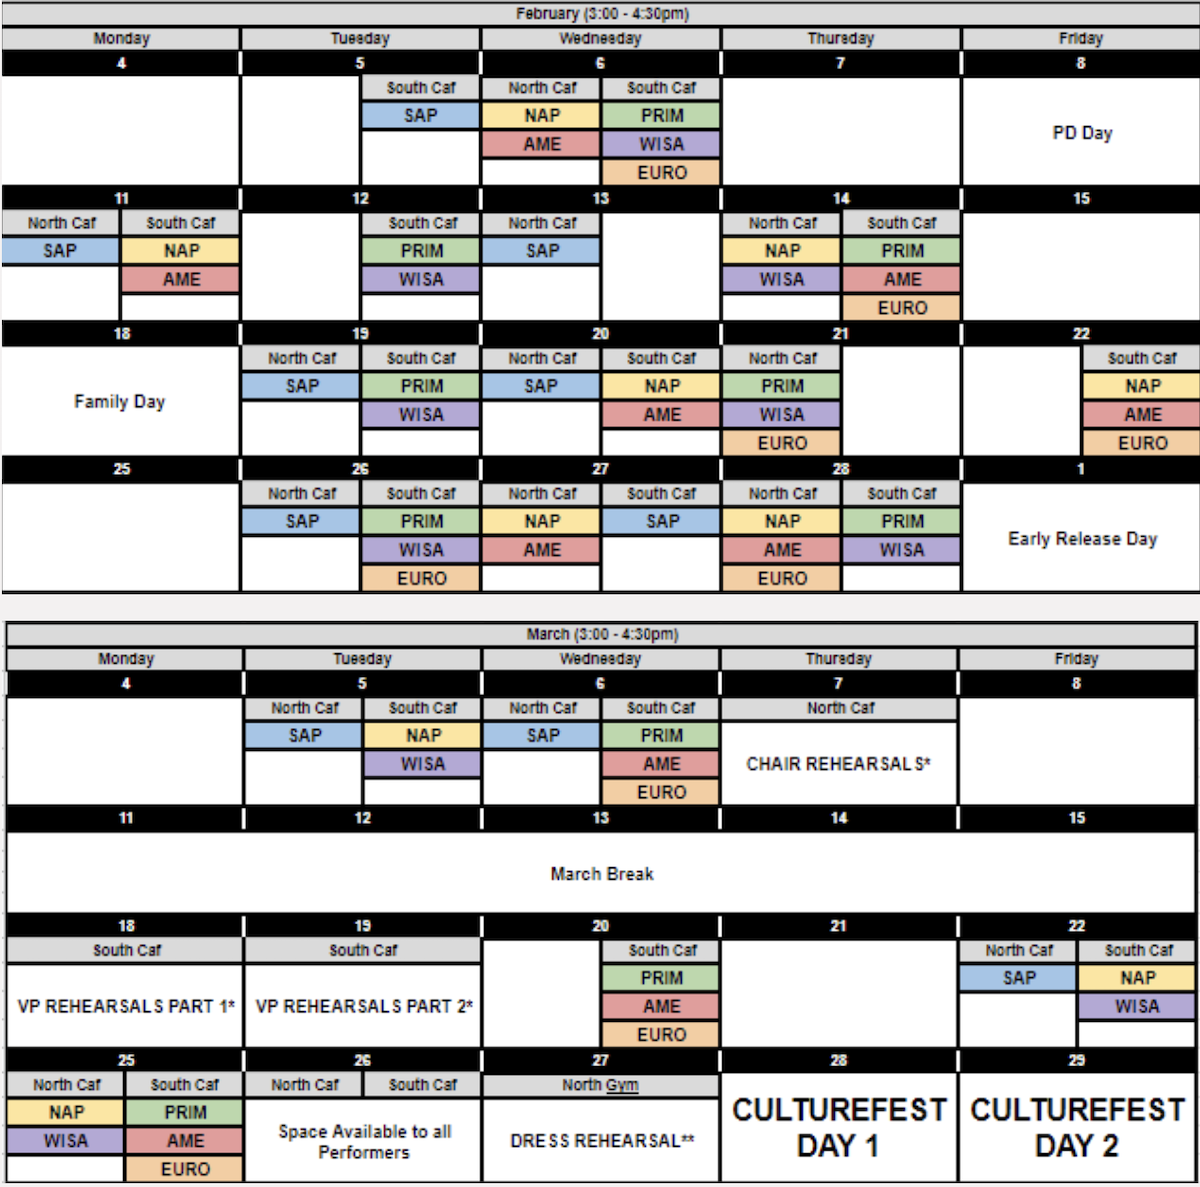 February (3:00 - 4:30pm)
Monday Tuesday Wednesday Thursday Friday
4 5 6 7 8
South Caf North Caf South Caf
SAP NAP PRIM
PD Day
AME WISA
EURO
11 12 13 14 15
North Caf South Caf South Caf North Caf North Caf South Caf
SAP NAP PRIM SAP NAP PRIM
AME WISA WISA AME
EURO
18 19 20 21 22
North Caf South Caf North Caf South Caf North Caf South Caf
SAP PRIM SAP NAP PRIM NAP
Family Day
WISA AME WISA AME
EURO EURO
25 26 27 28 1
North Caf South Caf North Caf South Caf North Caf South Caf
SAP PRIM NAP SAP NAP PRIM
Early Release Day
WISA AME AME WISA
EURO EURO
March (3:00 - 4:30pm)
Monday Tuesday Wednesday Thursday Friday
4 5 6 7 8
North Caf South Caf North Caf South Caf North Caf
SAP NAP SAP PRIM
WISA AME CHAIR REHEARSALS*
EURO
11 12 13 14 15
March Break
18 19 20 21 22
South Caf South Caf South Caf North Caf South Caf
PRIM SAP NAP
VP REHEARSALS PART 1* VP REHEARSALS PART 2* AME WISA
EURO
25 26 27 28 29
North Caf South Caf North Caf South Caf North Gym
NAP PRIM
CULTUREFEST CULTUREFEST
Space Available to all
WISA AME DRESS REHEARSAL** DAY 1 DAY 2
Performers
EURO